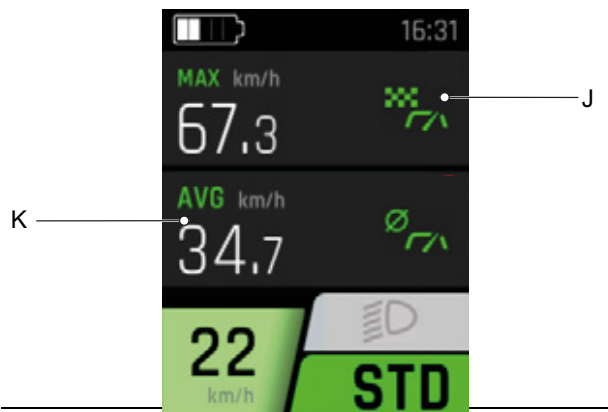 16:31
MAX km/h
67.3
J
AVG km/h
K
34.7
Ø
22
km/h
STD